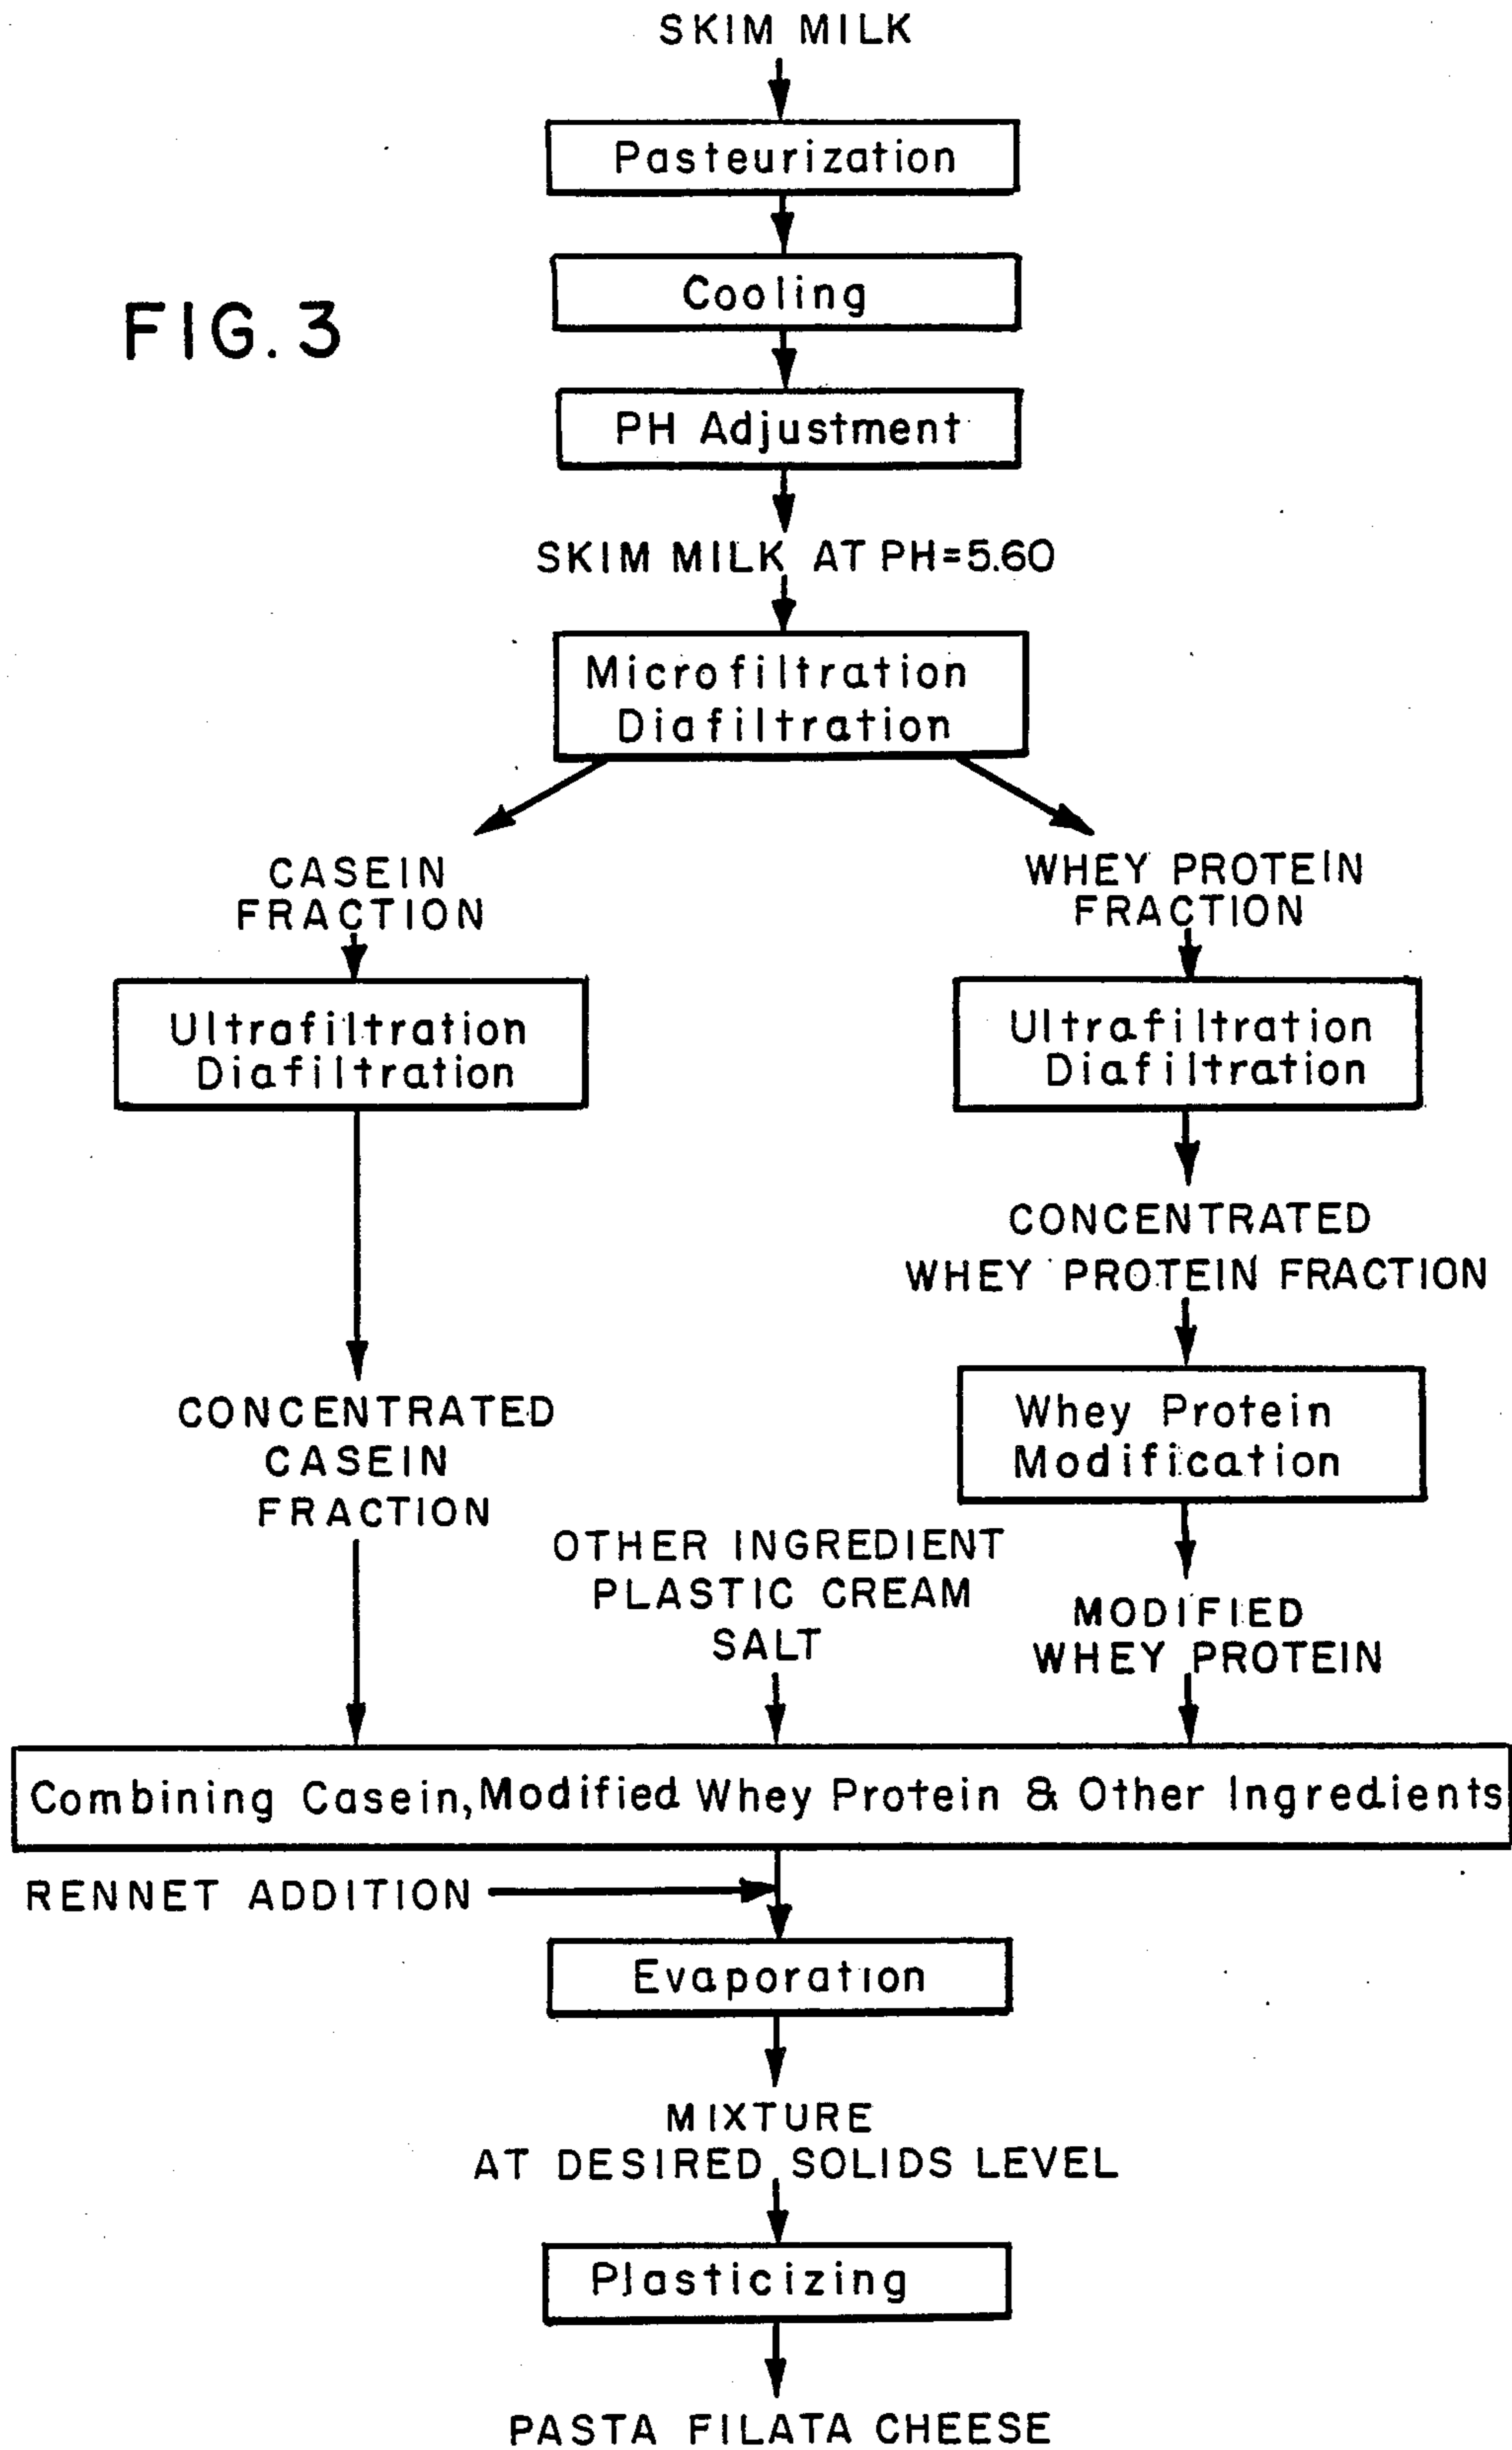 SKIM MILK
Pasteurization
Cooling
FIG. 3
PH Adjustment
SKIM MILK AT PH=5.60
Microfiltration
Diafiltration
CASEIN
FRACTION
WHEY PROTEIN
FRACTION
Ultrafiltration
Diafiltration
Ultrafiltration
Diafiltration
CONCENTRATED
WHEY PROTEIN FRACTION
CONCENTRATED
CASEIN
FRACTION
Whey Protein
Modification
OTHER INGREDIENT
PLASTIC CREAM
SALT
MODIFIED
WHEY PROTEIN
Combining Casein, Modified Whey Protein & Other Ingredients
RENNET ADDITION
Evaporation
MIXTURE
AT DESIRED SOLIDS LEVEL
Plasticizing
PASTA FILATA CHEESE